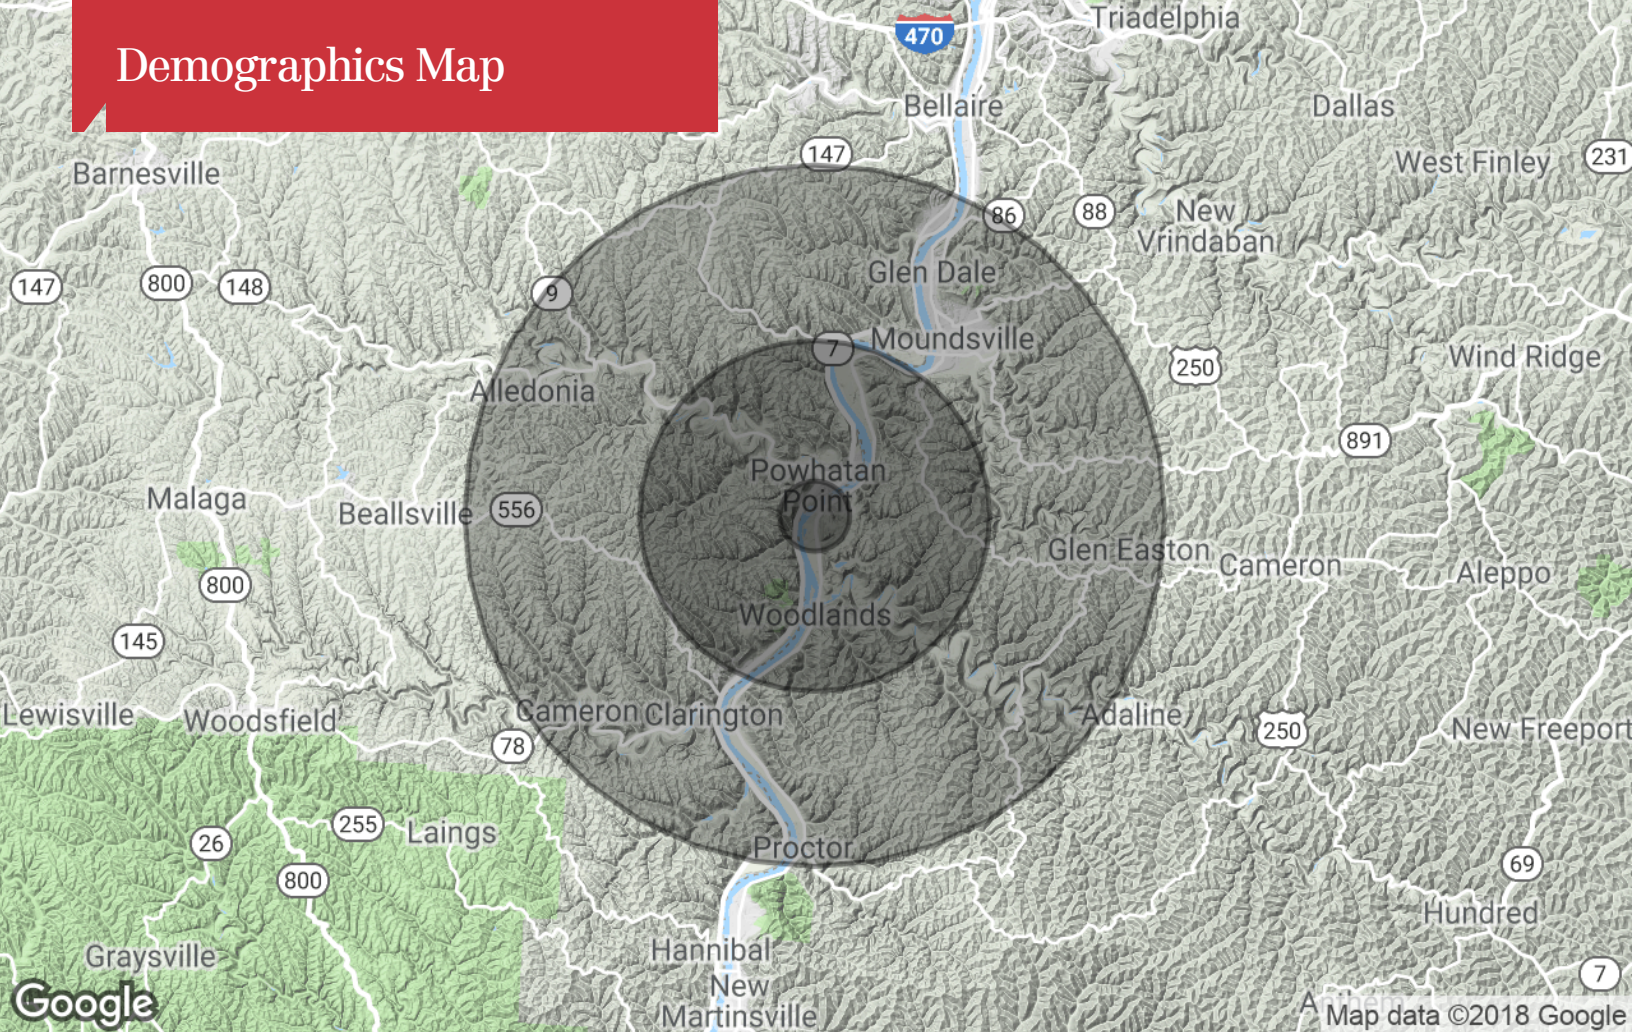 Demographics Map
Triadelphia
470
Bellaire
Dallas
147
Barnesville
West Finley
231
86
88
New
Vrindaban
Glen Dale
147
800
148
9
7
Moundsville
250
Wind Ridge
Alledonia
891
Powhatan
Point
Malaga
Beallsville
556
Glen Easton
Cameron
Aleppo
800
Woodlands
145
Lewisville
Woodsfield
Cameron
Clarington
Adaline
250
New Freeport
78
255
Laings
26
Proctor
69
800
Hundred
Hannibal
Graysville
7
New
Martinsville
Anthem
Google
Map data ©2018 Google